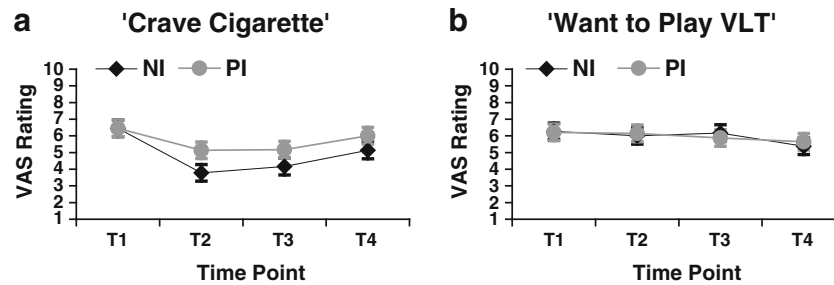 a 'Crave Cigarette'
NI PI
10
9
8
7
6
5
4
3
2
1
VAS Rating
T1 T2 T3 T4
Time Point
b 'Want to Play VLT'
NI PI
10
9
8
7
6
5
4
3
2
1
VAS Rating
T1 T2 T3 T4
Time Point